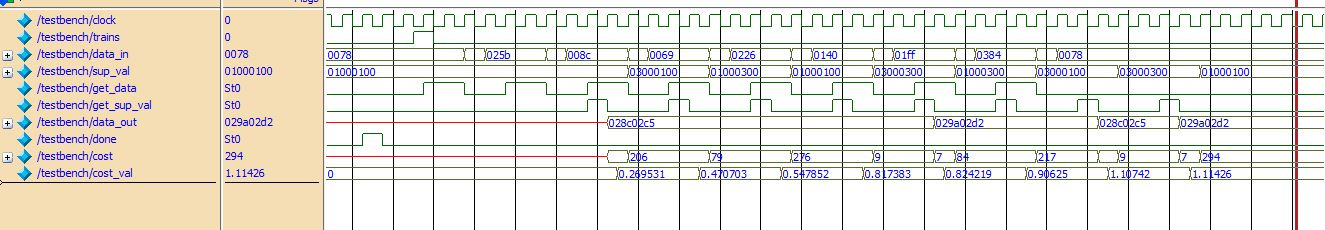 Msgs
/testbench/clock 0
/testbench/trains 0
/testbench/data_in 0078 0078 025b 008c 0069 0226 0140 01ff 0384 0078
/testbench/sup_val 01000100 01000100 03000100 01000300 01000100 03000300 01000300 03000100 03000300 01000100
/testbench/get_data St0
/testbench/get_sup_val St0
/testbench/data_out 029a02d2 028c02c5 029a02d2 028c02c5 029a02d2
/testbench/done St0
/testbench/cost 294 206 79 276 9 7 84 217 9 7 294
/testbench/cost_val 1.11426 0 0.269531 0.470703 0.547852 0.817383 0.824219 0.90625 1.10742 1.11426